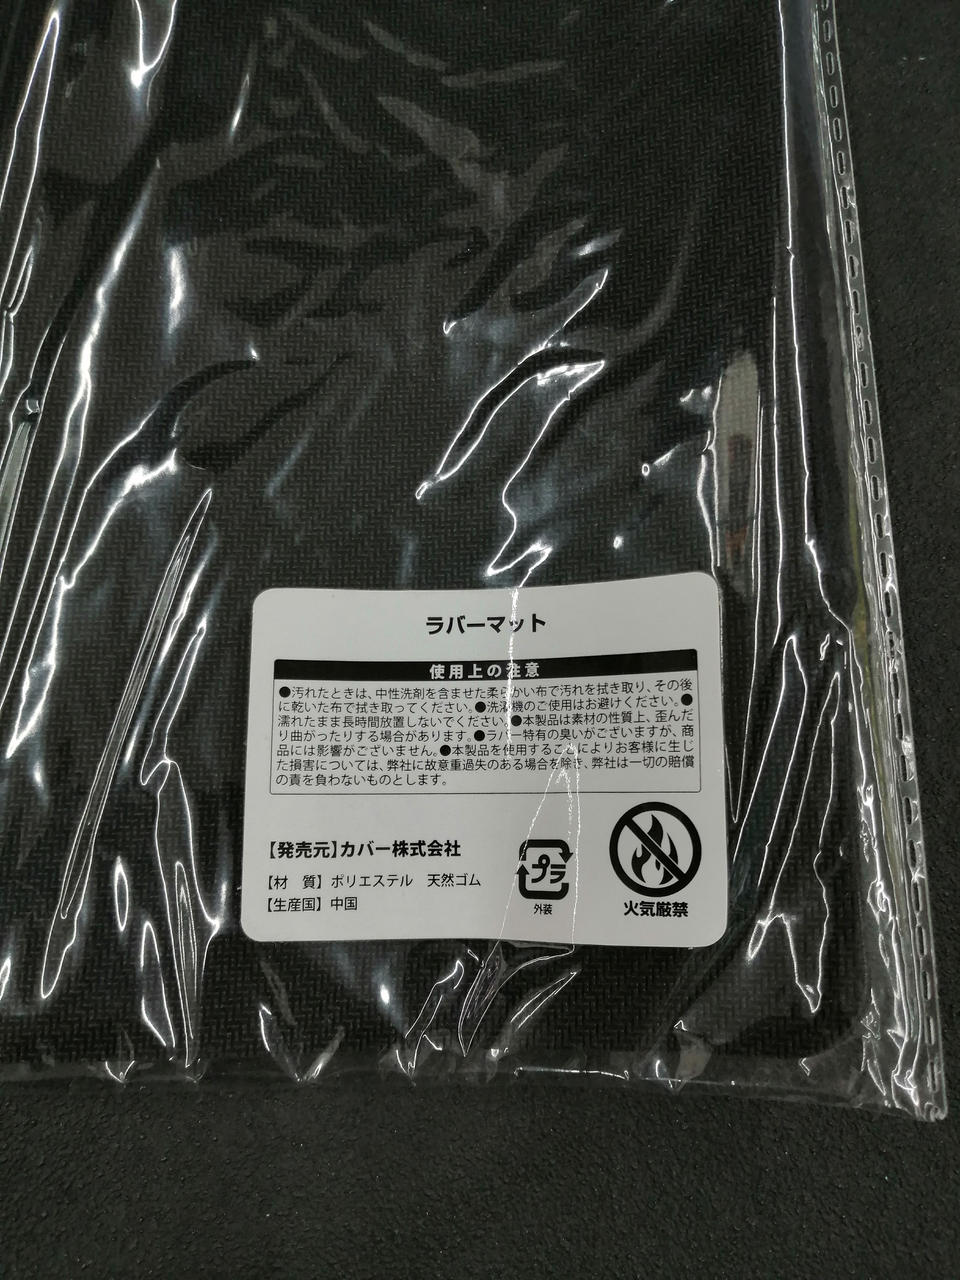 ラバーマット
使用上の注意
●汚れたときは、中性洗剤を含ませた柔らかい布で汚れを拭き取り、その後
に乾いた布で拭き取ってください。●洗濯機のご使用はお避けください。●
濡れたまま長時間放置しないでください。●本製品は素材の性質上、歪んだ
り曲がったりする場合があります。●ラバー特有の臭いがございますが、商
品には影響がございません。●本製品を使用することによりお客様に生じ
た損害については、弊社に故意重過失のある場合を除き、弊社は一切の賠償
の責を負わないものとします。
【発売元】カバー株式会社
【材　質】ポリエステル　天然ゴム
【生産国】中国
プラ
外装
火気厳禁